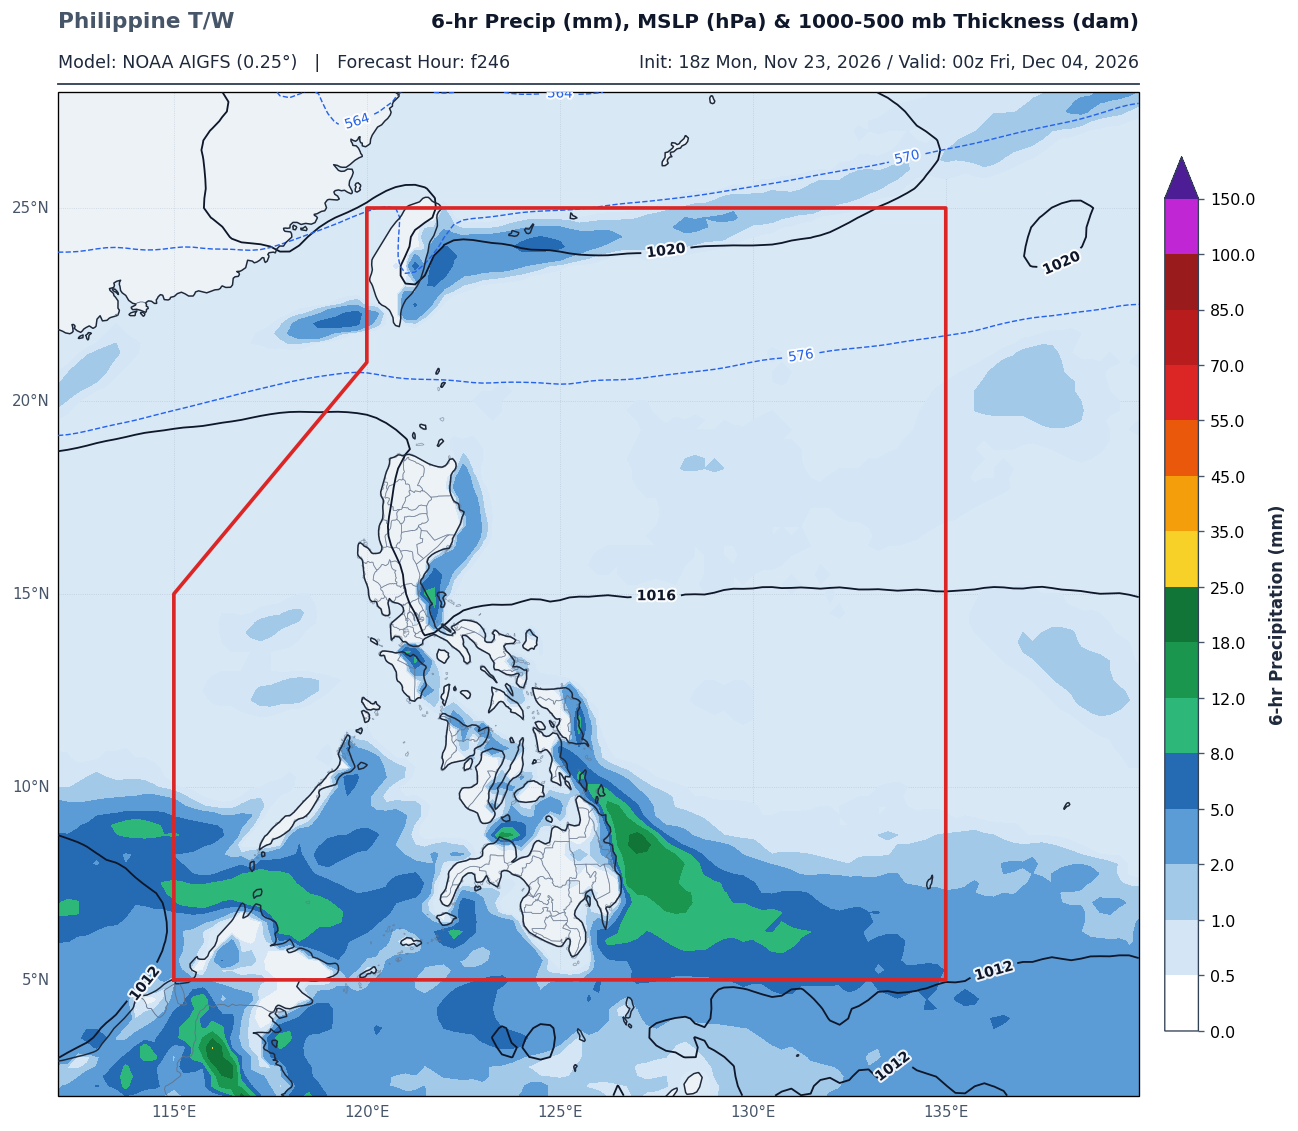 Philippine T/W
6-hr Precip (mm), MSLP (hPa) & 1000-500 mb Thickness (dam)
Model: NOAA AIGFS (0.25°) | Forecast Hour: f246
Init: 18z Mon, Nov 23, 2026 / Valid: 00z Fri, Dec 04, 2026
564
564
570
576
1020
1020
1016
1012
1012
1012
25°N
20°N
15°N
10°N
5°N
115°E
120°E
125°E
130°E
135°E
150.0
100.0
85.0
70.0
55.0
45.0
35.0
25.0
18.0
12.0
8.0
5.0
2.0
1.0
0.5
0.0
6-hr Precipitation (mm)